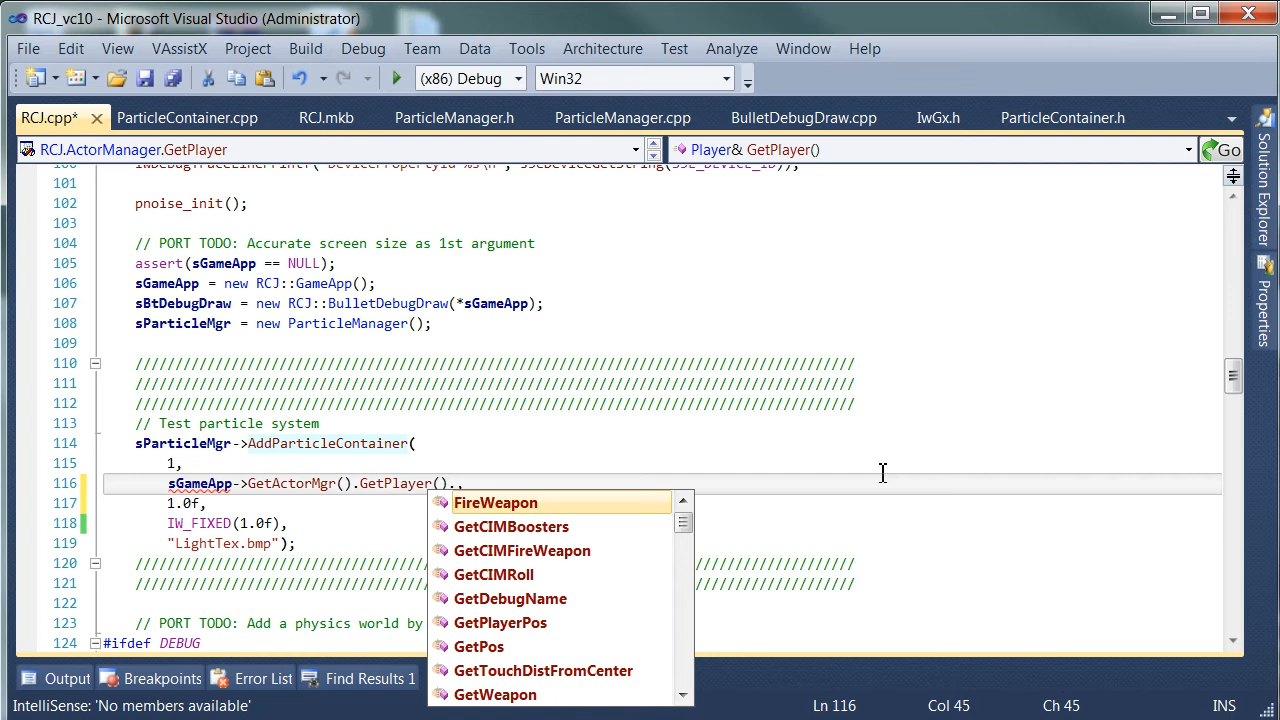 RCJ_vc10 - Microsoft Visual Studio (Administrator)
File Edit View VAssistX Project Build Debug Team Data Tools Architecture Test Analyze Window Help
(x86) Debug Win32
RCJ.cpp* ParticleContainer.cpp RCJ.mkb ParticleManager.h ParticleManager.cpp BulletDebugDraw.cpp IwGx.h ParticleContainer.h
RCJ.ActorManager.GetPlayer Player& GetPlayer() Go
101
102 pnoise_init();
103
104 // PORT TODO: Accurate screen size as 1st argument
105 assert(sGameApp == NULL);
106 sGameApp = new RCJ::GameApp();
107 sBtDebugDraw = new RCJ::BulletDebugDraw(*sGameApp);
108 sParticleMgr = new ParticleManager();
109
110 //////////////////////////////////////////////////////////////////////////////////////////
111 //////////////////////////////////////////////////////////////////////////////////////////
112 //////////////////////////////////////////////////////////////////////////////////////////
113 // Test particle system
114 sParticleMgr->AddParticleContainer(
115 1,
116 sGameApp->GetActorMgr().GetPlayer().,
117 1.0f,
118 IW_FIXED(1.0f),
119 "LightTex.bmp");
120 //////////////////////////////////////////////////////////////////////////////////////////
121 //////////////////////////////////////////////////////////////////////////////////////////
122
123 // PORT TODO: Add a physics world by
124 #ifdef DEBUG
FireWeapon
GetCIMBoosters
GetCIMFireWeapon
GetCIMRoll
GetDebugName
GetPlayerPos
GetPos
GetTouchDistFromCenter
GetWeapon
Solution Explorer
Properties
Output Breakpoints Error List Find Results 1
IntelliSense: 'No members available' Ln 116 Col 45 Ch 45 INS